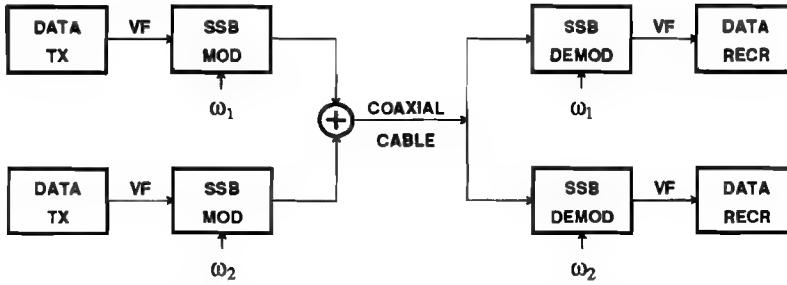 DATA TX
VF
SSB MOD
ω1
COAXIAL CABLE
SSB DEMOD
ω1
VF
DATA RECR
DATA TX
VF
SSB MOD
ω2
SSB DEMOD
ω2
VF
DATA RECR